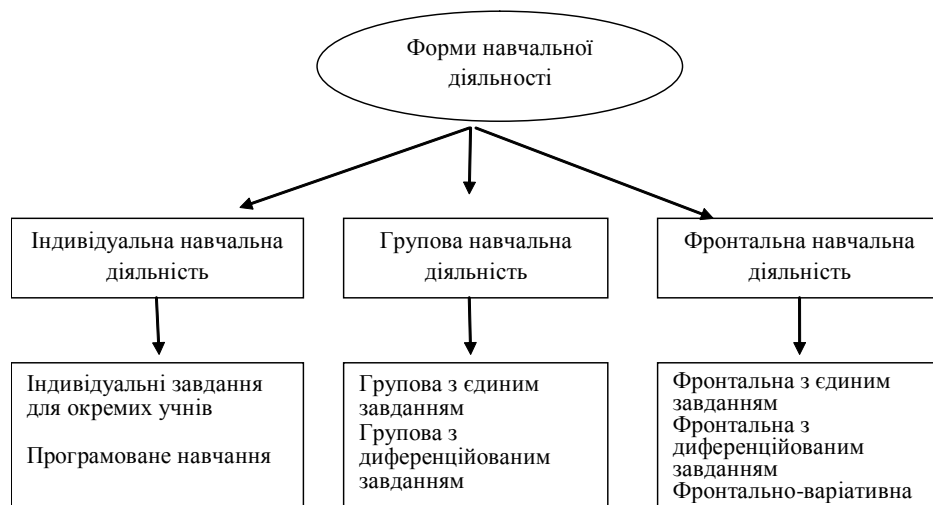 Форми навчальної
діяльності
Індивідуальна навчальна
діяльність
Групова навчальна
діяльність
Фронтальна навчальна
діяльність
Індивідуальні завдання
для окремих учнів
Програмоване навчання
Групова з єдиним
завданням
Групова з
диференційованим
завданням
Фронтальна з єдиним
завданням
Фронтальна з
диференційованим
завданням
Фронтально-варіативна